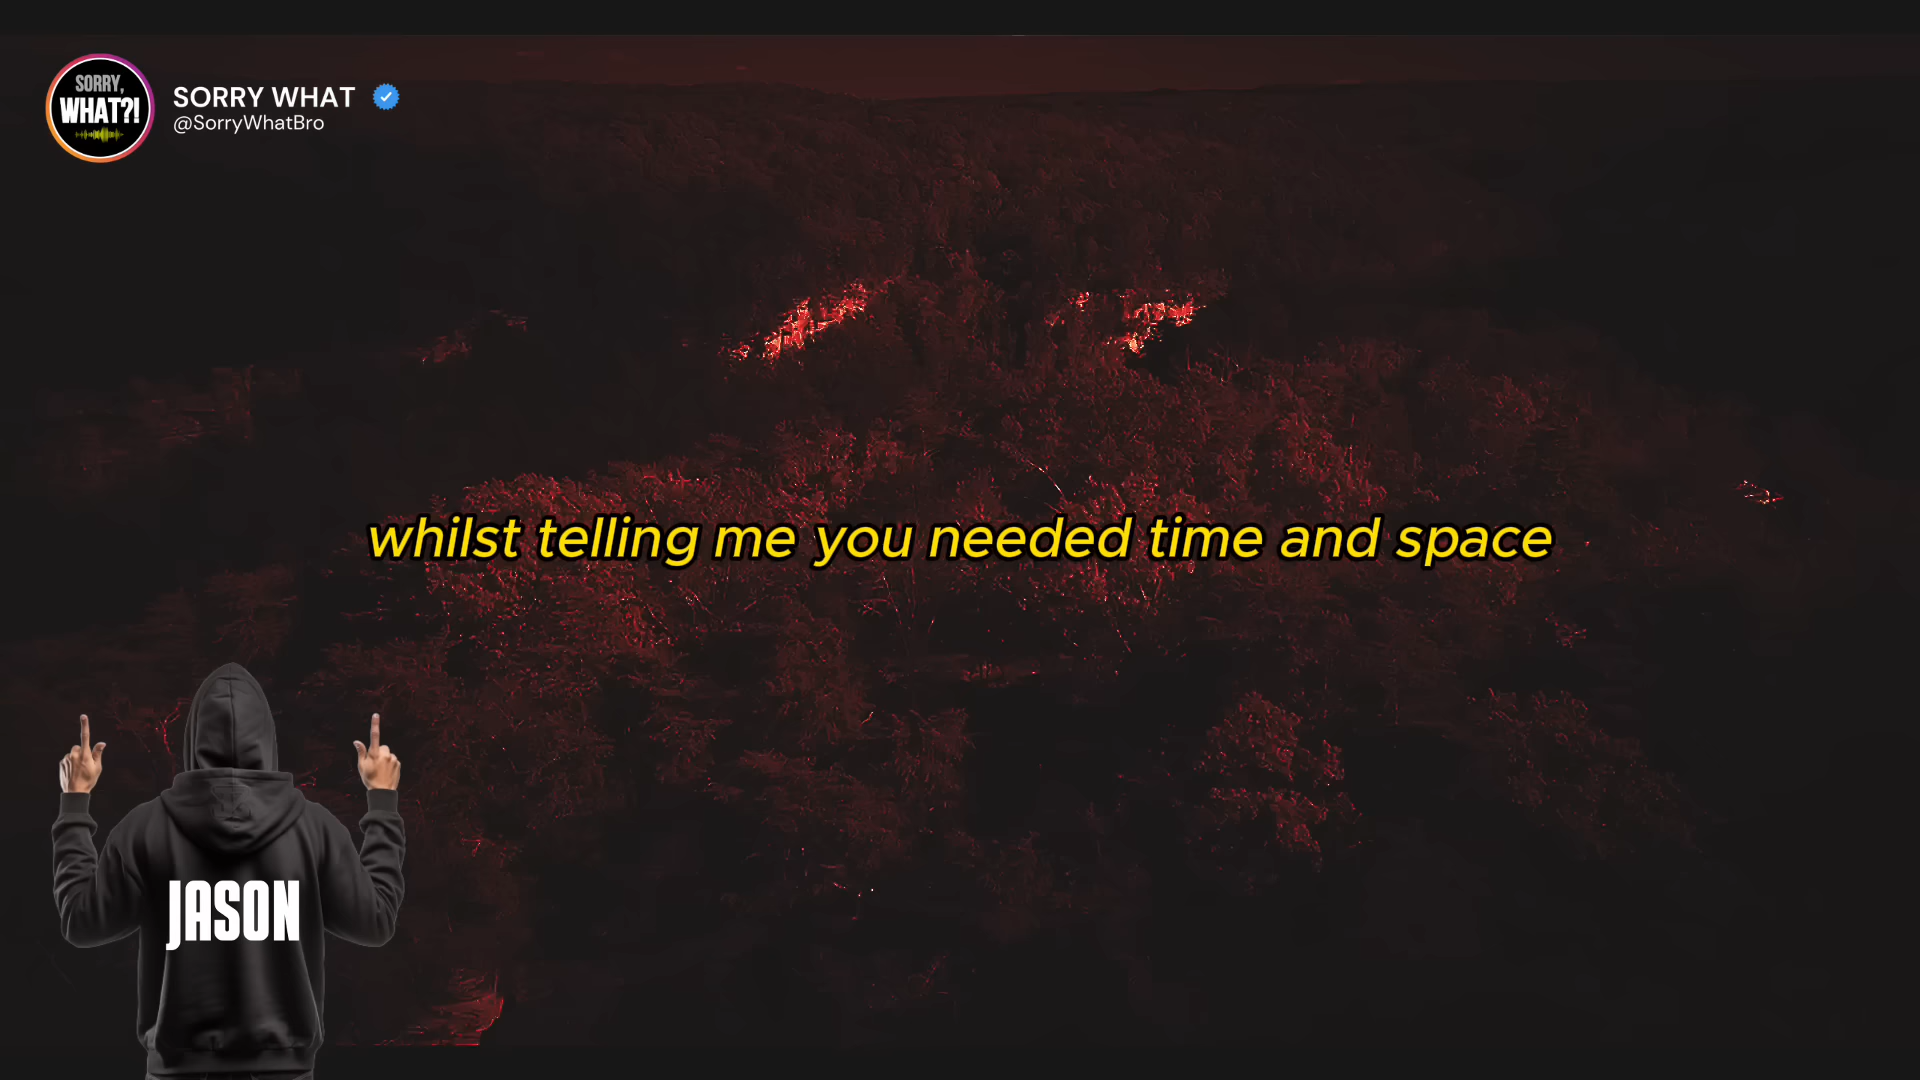 SORRY,
WHAT?!
SORRY WHAT
@SorryWhatBro
whilst telling me you needed time and space
JASON